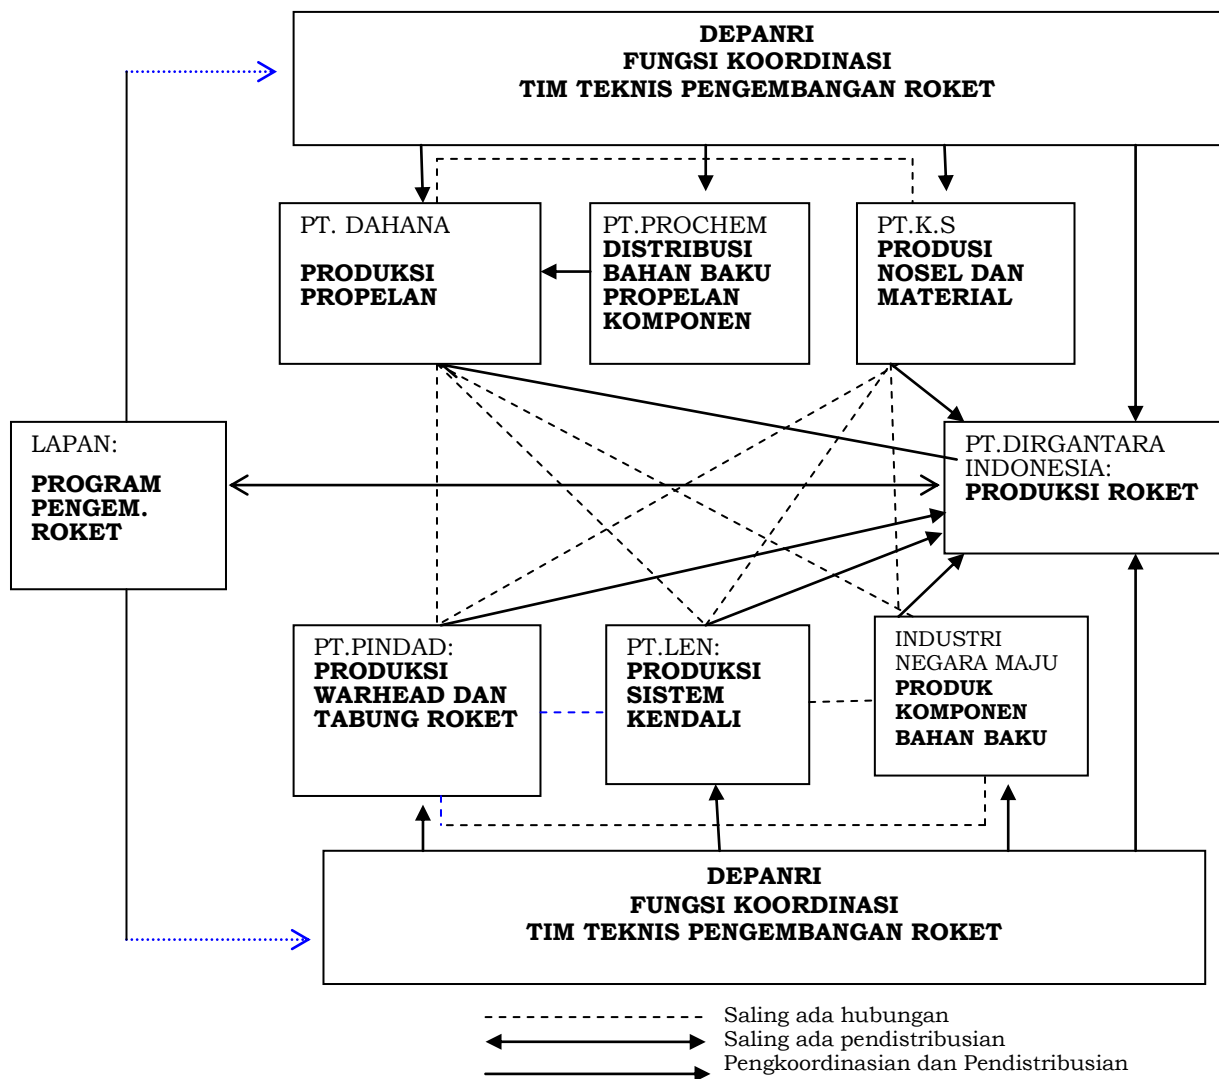 DEPANRI
FUNGSI KOORDINASI
TIM TEKNIS PENGEMBANGAN ROKET
PT. DAHANA
PRODUKSI
PROPELAN
PT.PROCHEM
DISTRIBUSI
BAHAN BAKU
PROPELAN
KOMPONEN
PT.K.S
PRODUSI
NOSEL DAN
MATERIAL
LAPAN:
PROGRAM
PENGEM.
ROKET
PT.DIRGANTARA
INDONESIA:
PRODUKSI ROKET
PT.PINDAD:
PRODUKSI
WARHEAD DAN
TABUNG ROKET
PT.LEN:
PRODUKSI
SISTEM
KENDALI
INDUSTRI
NEGARA MAJU
PRODUK
KOMPONEN
BAHAN BAKU
DEPANRI
FUNGSI KOORDINASI
TIM TEKNIS PENGEMBANGAN ROKET
Saling ada hubungan
Saling ada pendistribusian
Pengkoordinasian dan Pendistribusian